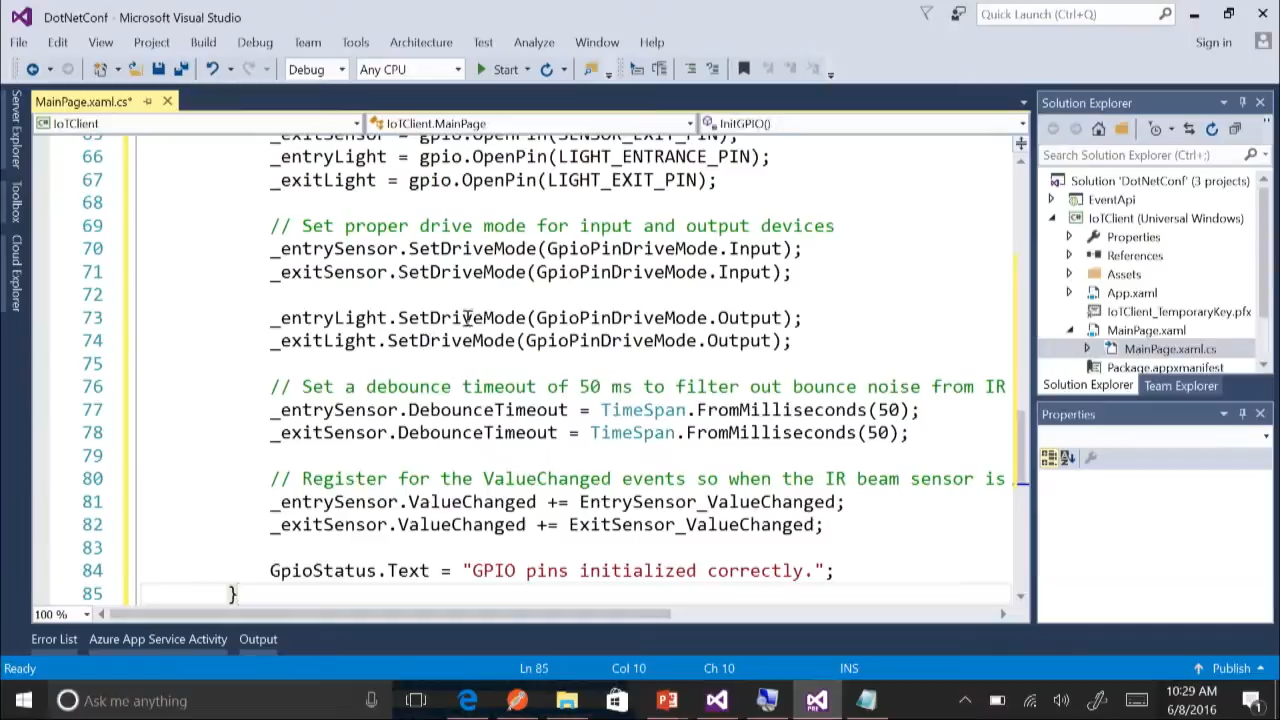 DotNetConf - Microsoft Visual Studio
Quick Launch (Ctrl+Q)
File Edit View Project Build Debug Team Tools Architecture Test Analyze Window Help
Sign in
Debug Any CPU Start
MainPage.xaml.cs*
IoTClient IoTClient.MainPage InitGPIO()
Server Explorer
Toolbox
Cloud Explorer
65 _exitSensor = gpio.OpenPin(SENSOR_EXIT_PIN);
66 _entryLight = gpio.OpenPin(LIGHT_ENTRANCE_PIN);
67 _exitLight = gpio.OpenPin(LIGHT_EXIT_PIN);
68
69 // Set proper drive mode for input and output devices
70 _entrySensor.SetDriveMode(GpioPinDriveMode.Input);
71 _exitSensor.SetDriveMode(GpioPinDriveMode.Input);
72
73 _entryLight.SetDriveMode(GpioPinDriveMode.Output);
74 _exitLight.SetDriveMode(GpioPinDriveMode.Output);
75
76 // Set a debounce timeout of 50 ms to filter out bounce noise from IR
77 _entrySensor.DebounceTimeout = TimeSpan.FromMilliseconds(50);
78 _exitSensor.DebounceTimeout = TimeSpan.FromMilliseconds(50);
79
80 // Register for the ValueChanged events so when the IR beam sensor is
81 _entrySensor.ValueChanged += EntrySensor_ValueChanged;
82 _exitSensor.ValueChanged += ExitSensor_ValueChanged;
83
84 GpioStatus.Text = "GPIO pins initialized correctly.";
85 }
100 %
Solution Explorer
Search Solution Explorer (Ctrl+;)
Solution 'DotNetConf' (3 projects)
EventApi
IoTClient (Universal Windows)
Properties
References
Assets
App.xaml
IoTClient_TemporaryKey.pfx
MainPage.xaml
MainPage.xaml.cs
Package.appxmanifest
Solution Explorer Team Explorer
Properties
Error List Azure App Service Activity Output
Ready Ln 85 Col 10 Ch 10 INS Publish
Ask me anything
10:29 AM
6/8/2016